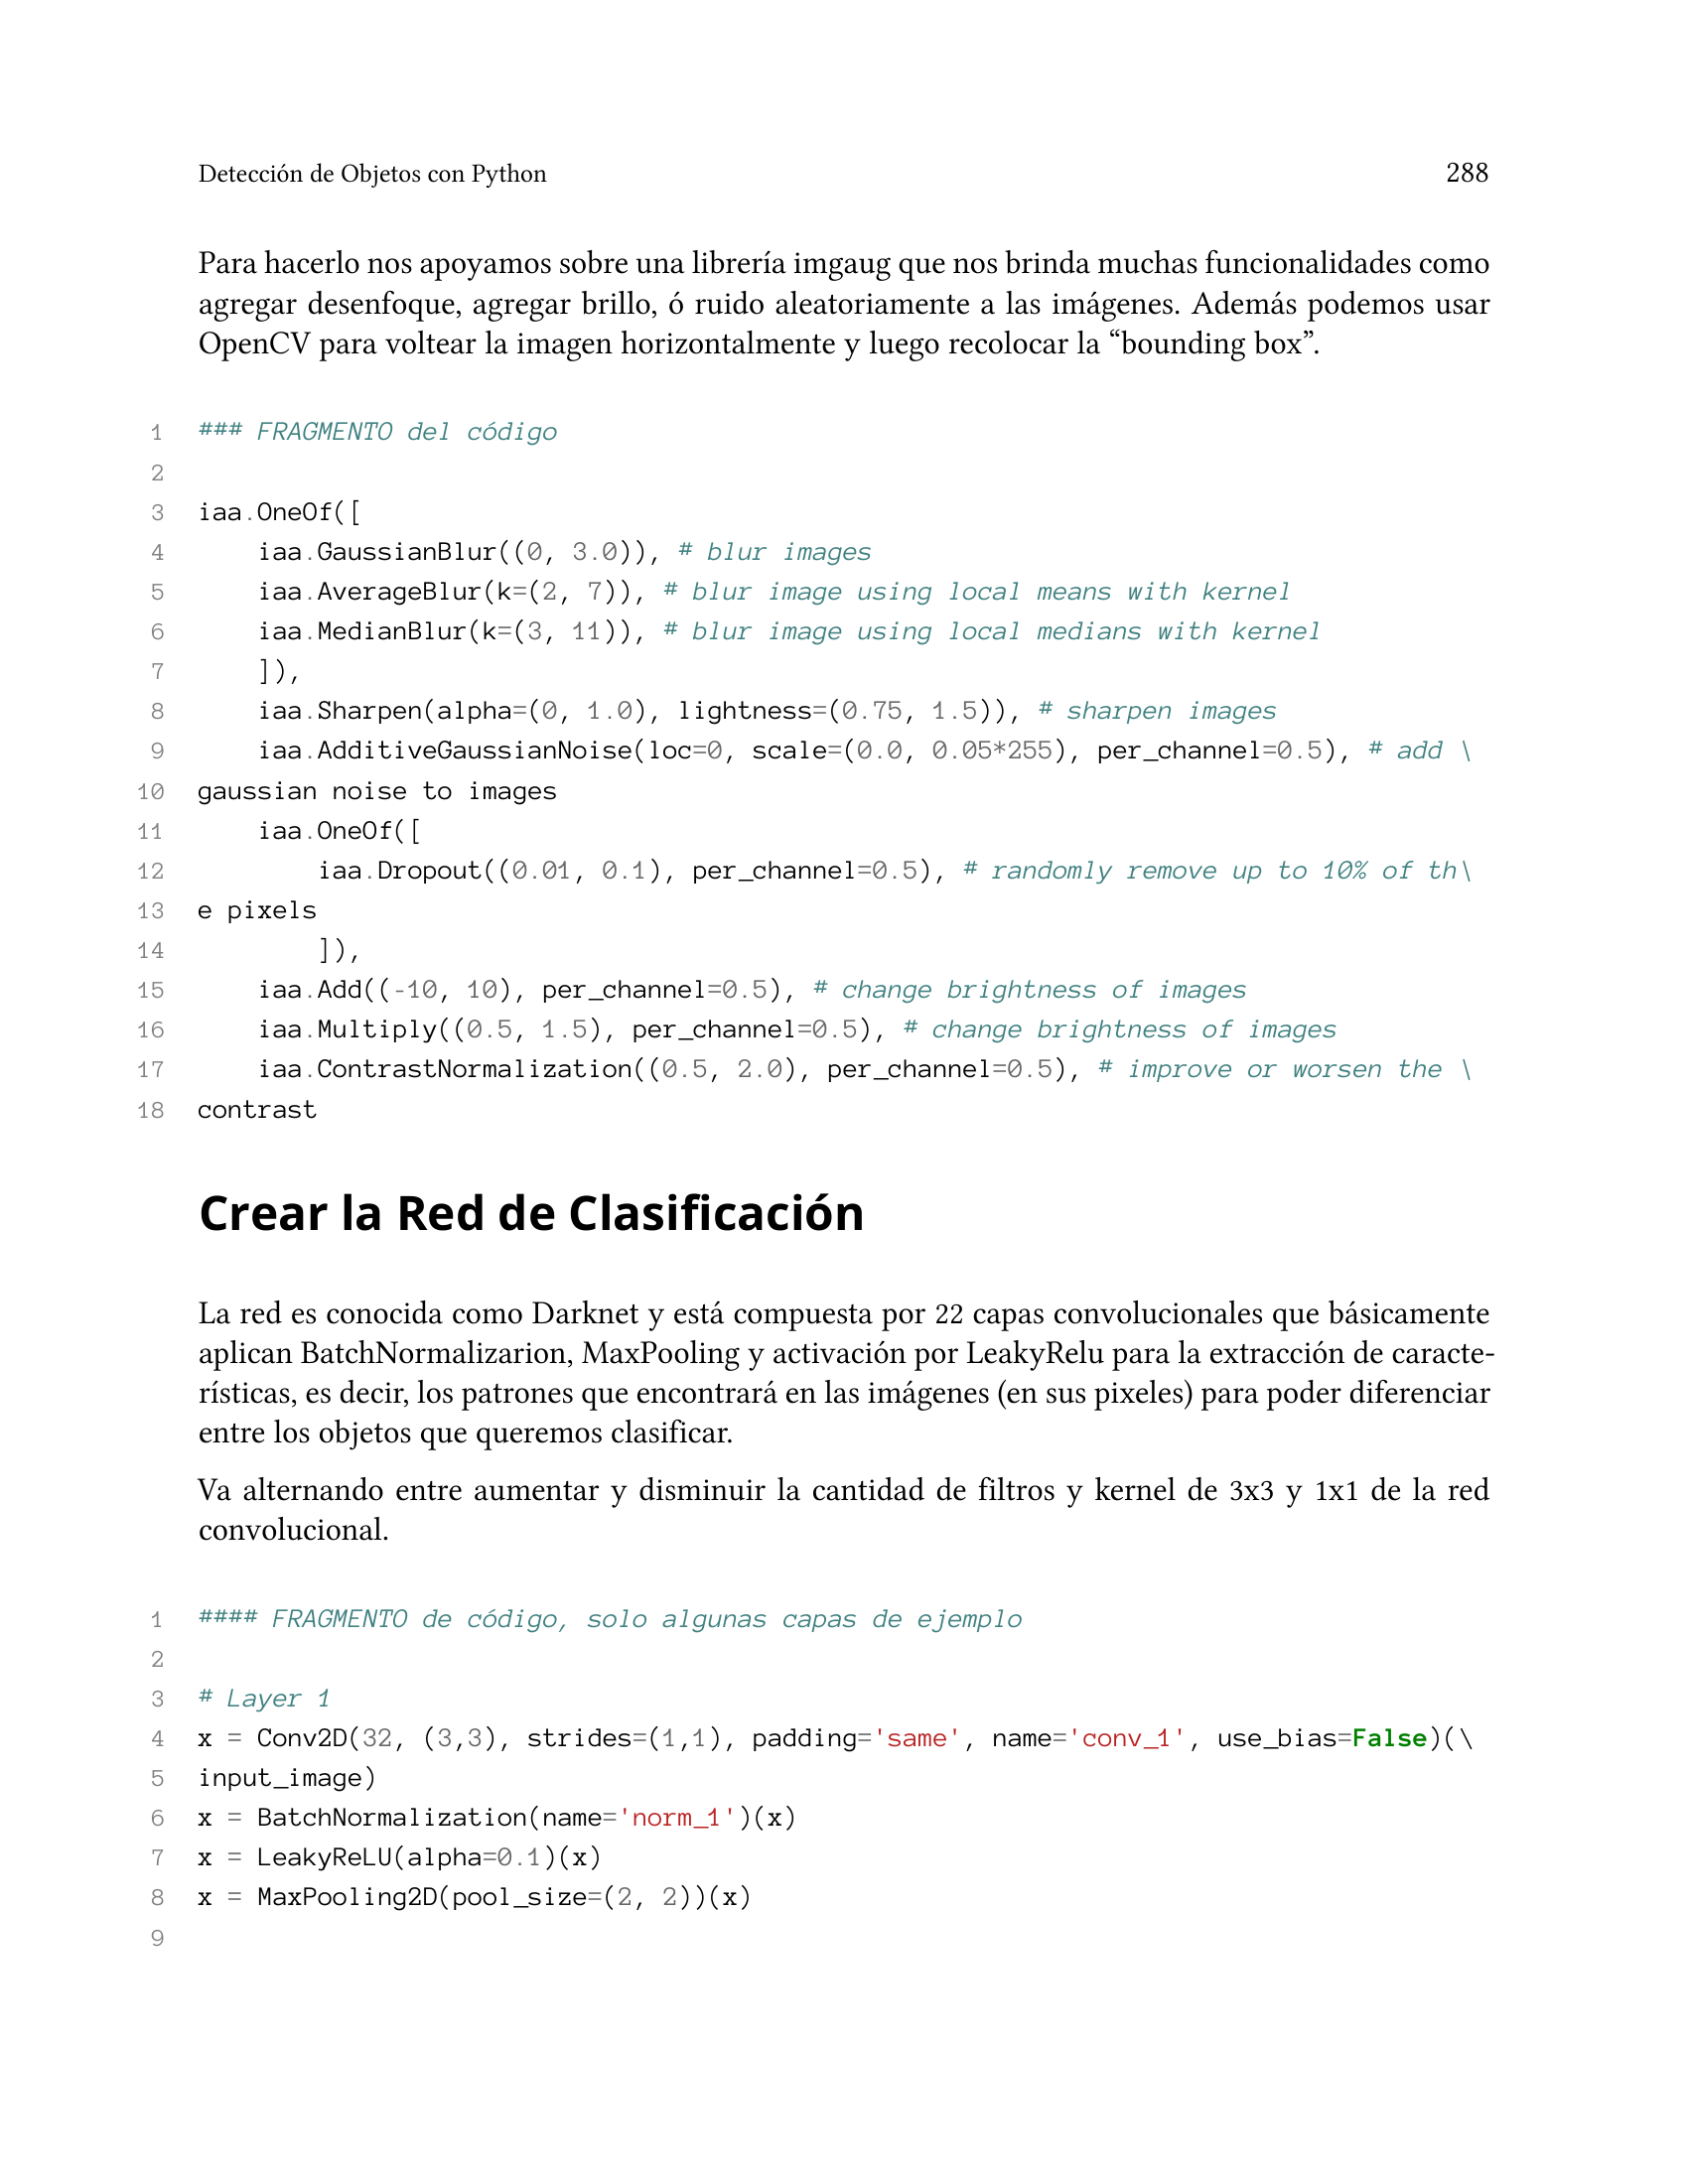 Detección de Objetos con Python 288
Para hacerlo nos apoyamos sobre una librería imgaug que nos brinda muchas funcionalidades como
agregar desenfoque, agregar brillo, ó ruido aleatoriamente a las imágenes. Además podemos usar
OpenCV para voltear la imagen horizontalmente y luego recolocar la “bounding box”.
1 ### FRAGMENTO del código
2
3 iaa.OneOf([
4     iaa.GaussianBlur((0, 3.0)), # blur images
5     iaa.AverageBlur(k=(2, 7)), # blur image using local means with kernel
6     iaa.MedianBlur(k=(3, 11)), # blur image using local medians with kernel
7     ]),
8     iaa.Sharpen(alpha=(0, 1.0), lightness=(0.75, 1.5)), # sharpen images
9     iaa.AdditiveGaussianNoise(loc=0, scale=(0.0, 0.05*255), per_channel=0.5), # add \
10 gaussian noise to images
11     iaa.OneOf([
12         iaa.Dropout((0.01, 0.1), per_channel=0.5), # randomly remove up to 10% of th\
13 e pixels
14         ]),
15     iaa.Add((-10, 10), per_channel=0.5), # change brightness of images
16     iaa.Multiply((0.5, 1.5), per_channel=0.5), # change brightness of images
17     iaa.ContrastNormalization((0.5, 2.0), per_channel=0.5), # improve or worsen the \
18 contrast
Crear la Red de Clasificación
La red es conocida como Darknet y está compuesta por 22 capas convolucionales que básicamente
aplican BatchNormalizarion, MaxPooling y activación por LeakyRelu para la extracción de caracte-
rísticas, es decir, los patrones que encontrará en las imágenes (en sus pixeles) para poder diferenciar
entre los objetos que queremos clasificar.
Va alternando entre aumentar y disminuir la cantidad de filtros y kernel de 3x3 y 1x1 de la red
convolucional.
1 #### FRAGMENTO de código, solo algunas capas de ejemplo
2
3 # Layer 1
4 x = Conv2D(32, (3,3), strides=(1,1), padding='same', name='conv_1', use_bias=False)(\
5 input_image)
6 x = BatchNormalization(name='norm_1')(x)
7 x = LeakyReLU(alpha=0.1)(x)
8 x = MaxPooling2D(pool_size=(2, 2))(x)
9